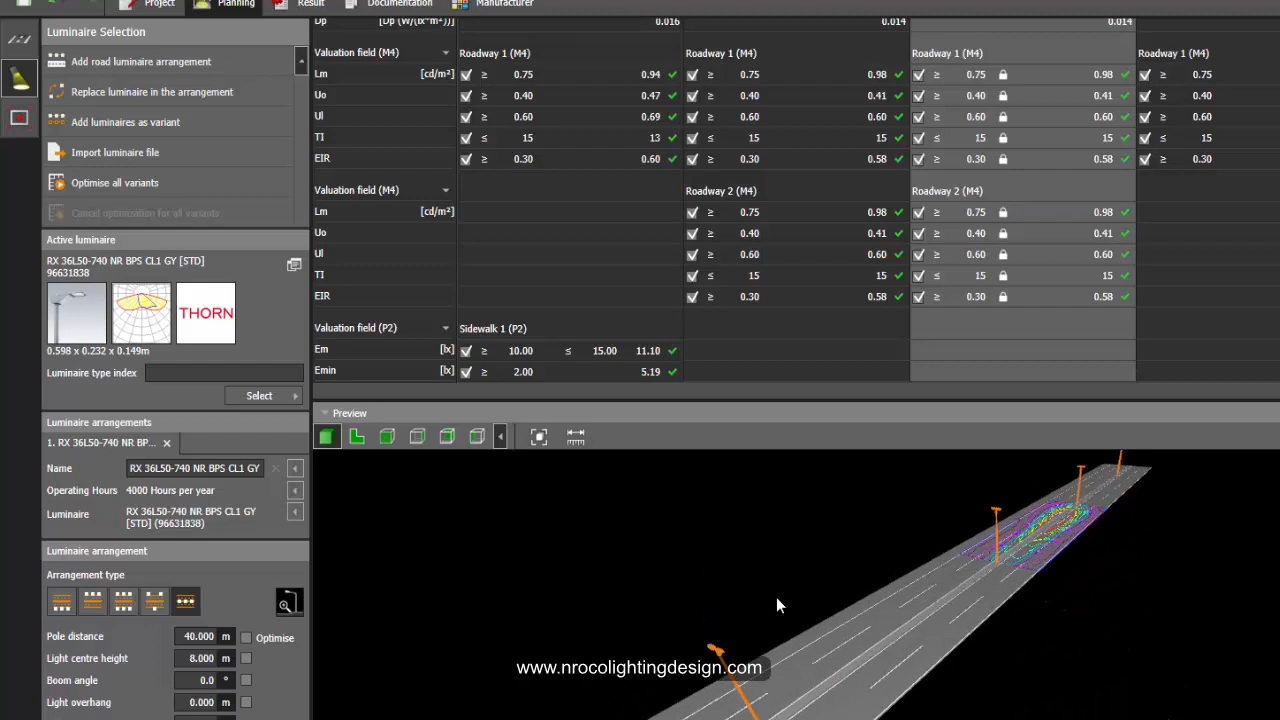 Project Planning Result Documentation Manufacturer
Luminaire Selection
Add road luminaire arrangement
Replace luminaire in the arrangement
Add luminaires as variant
Import luminaire file
Optimise all variants
Cancel optimisation for all variants
Active luminaire
RX 36L50-740 NR BPS CL1 GY [STD]
96631838
THORN
0.598 x 0.232 x 0.149m
Luminaire type index
Select
Luminaire arrangements
1. RX 36L50-740 NR BP...
Name RX 36L50-740 NR BPS CL1 GY
Operating Hours 4000 Hours per year
Luminaire RX 36L50-740 NR BPS CL1 GY
[STD] (96631838)
Luminaire arrangement
Arrangement type
Pole distance 40.000 m Optimise
Light centre height 8.000 m
Boom angle 0.0 °
Light overhang 0.000 m
Dp [Dp (W/(lx*m²))] 0.016 0.014 0.014
Valuation field (M4) Roadway 1 (M4) Roadway 1 (M4) Roadway 1 (M4) Roadway 1 (M4)
Lm [cd/m²] ≥ 0.75 0.94 ≥ 0.75 0.98 ≥ 0.75 0.98 ≥ 0.75
Uo ≥ 0.40 0.47 ≥ 0.40 0.41 ≥ 0.40 0.41 ≥ 0.40
Ul ≥ 0.60 0.69 ≥ 0.60 0.60 ≥ 0.60 0.60 ≥ 0.60
TI ≤ 15 13 ≤ 15 15 ≤ 15 15 ≤ 15
EIR ≥ 0.30 0.60 ≥ 0.30 0.58 ≥ 0.30 0.58 ≥ 0.30
Valuation field (M4) Roadway 2 (M4) Roadway 2 (M4)
Lm [cd/m²] ≥ 0.75 0.98 ≥ 0.75 0.98
Uo ≥ 0.40 0.41 ≥ 0.40 0.41
Ul ≥ 0.60 0.60 ≥ 0.60 0.60
TI ≤ 15 15 ≤ 15 15
EIR ≥ 0.30 0.58 ≥ 0.30 0.58
Valuation field (P2) Sidewalk 1 (P2)
Em [lx] ≥ 10.00 ≤ 15.00 11.10
Emin [lx] ≥ 2.00 5.19
Preview
www.nrocolightingdesign.com